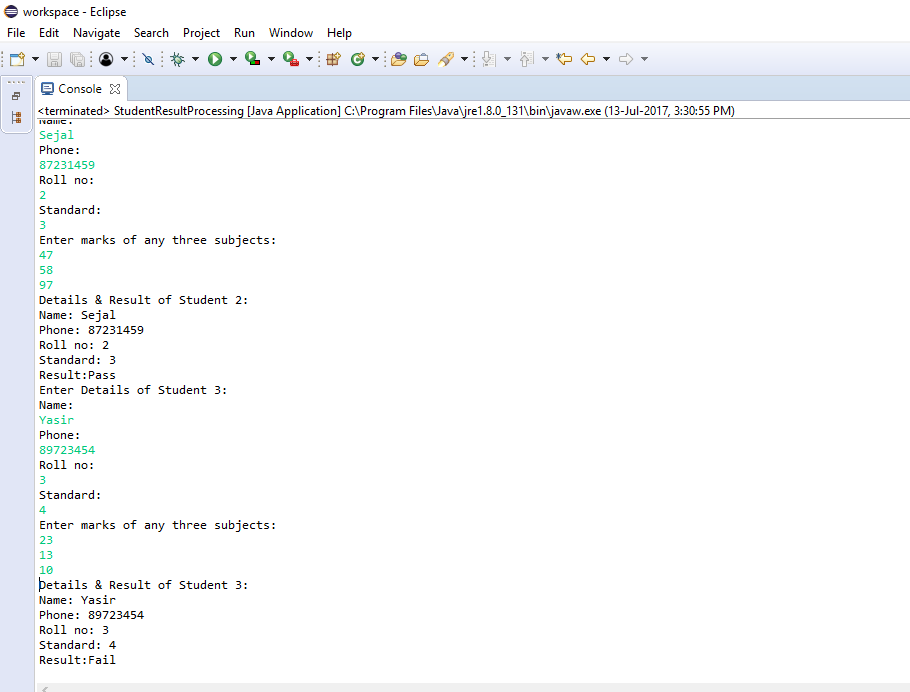 workspace - Eclipse
File Edit Navigate Search Project Run Window Help
Console
<terminated> StudentResultProcessing [Java Application] C:\Program Files\Java\jre1.8.0_131\bin\javaw.exe (13-Jul-2017, 3:30:55 PM)
Name:
Sejal
Phone:
87231459
Roll no:
2
Standard:
3
Enter marks of any three subjects:
47
58
97
Details & Result of Student 2:
Name: Sejal
Phone: 87231459
Roll no: 2
Standard: 3
Result:Pass
Enter Details of Student 3:
Name:
Yasir
Phone:
89723454
Roll no:
3
Standard:
4
Enter marks of any three subjects:
23
13
10
Details & Result of Student 3:
Name: Yasir
Phone: 89723454
Roll no: 3
Standard: 4
Result:Fail